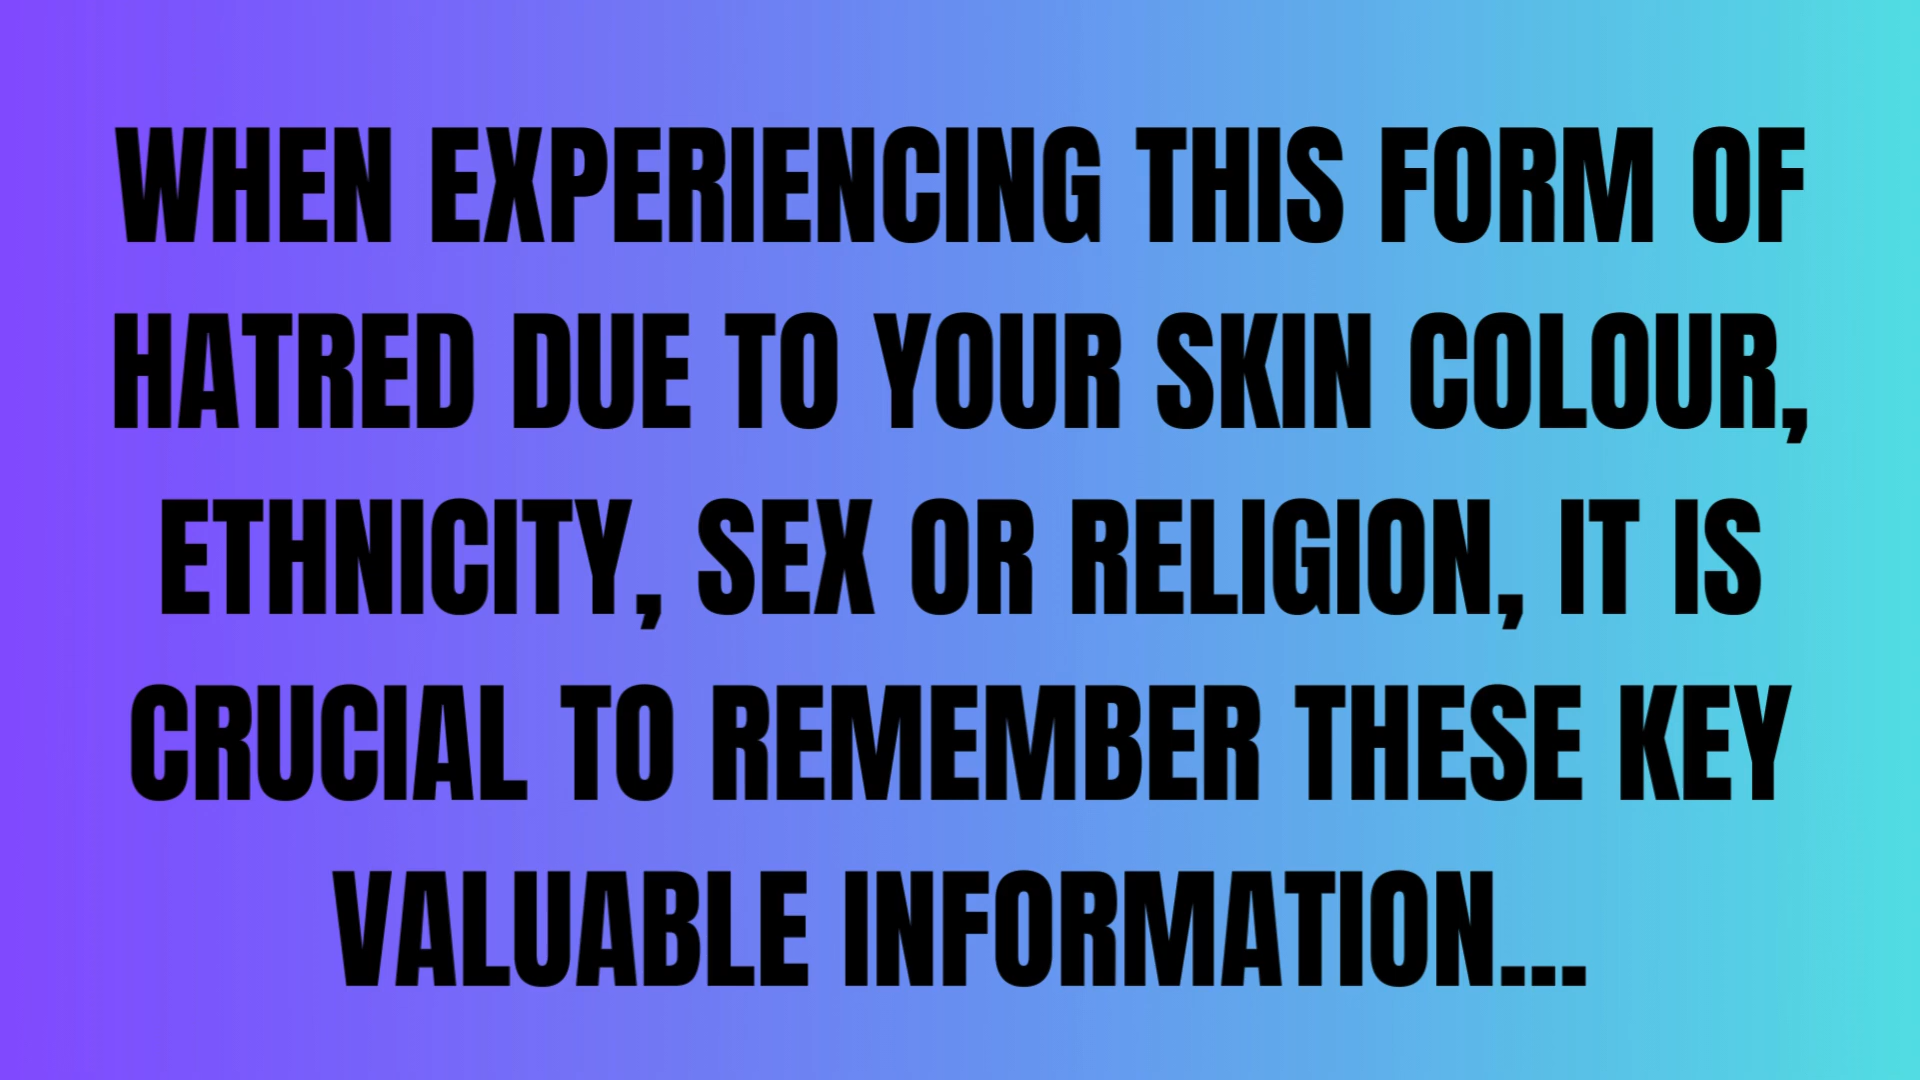 WHEN EXPERIENCING THIS FORM OF
HATRED DUE TO YOUR SKIN COLOUR,
ETHNICITY, SEX OR RELIGION, IT IS
CRUCIAL TO REMEMBER THESE KEY
VALUABLE INFORMATION...